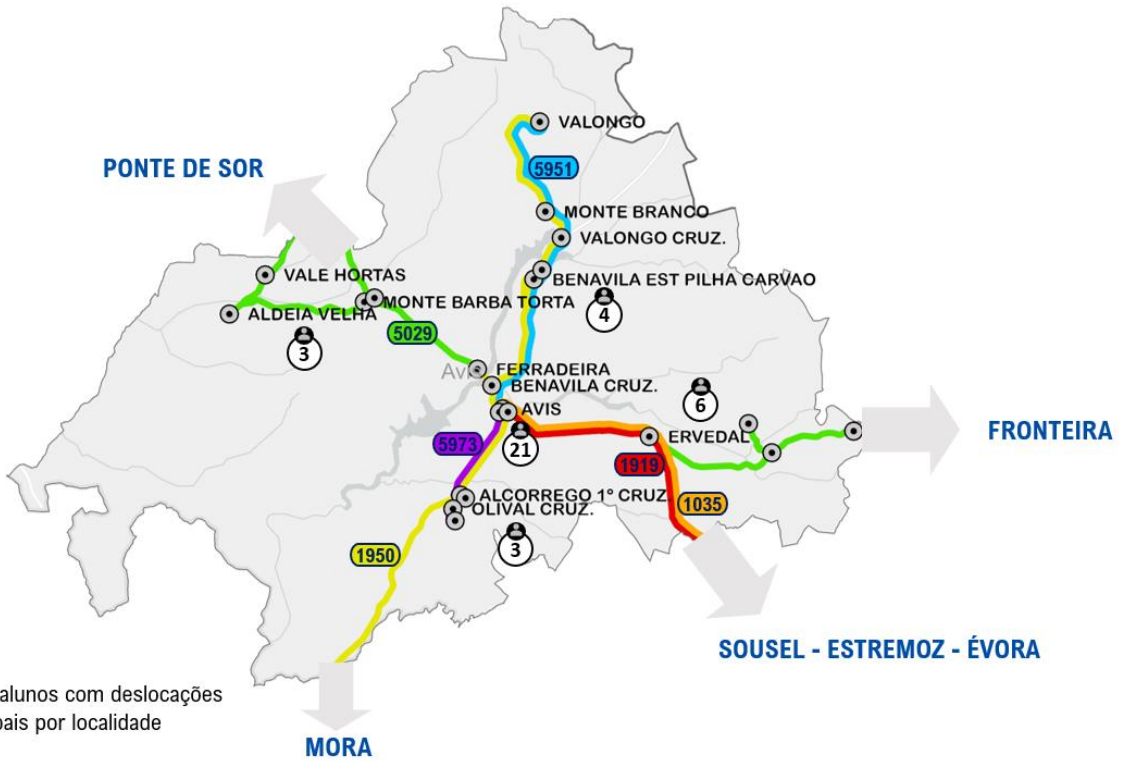 VALONGO
PONTE DE SOR
5951
MONTE BRANCO
VALONGO CRUZ.
VALE HORTAS
BENAVILA EST PILHA CARVAO
MONTE BARBA TORTA
ALDEIA VELHA
4
5029
3
FERRADEIRA
Avis
BENAVILA CRUZ.
6
AVIS
FRONTEIRA
5973
21
ERVEDAL
1919
ALCORREGO 1º CRUZ.
1035
OLIVAL CRUZ.
3
1950
SOUSEL - ESTREMOZ - ÉVORA
alunos com deslocações
pais por localidade
MORA